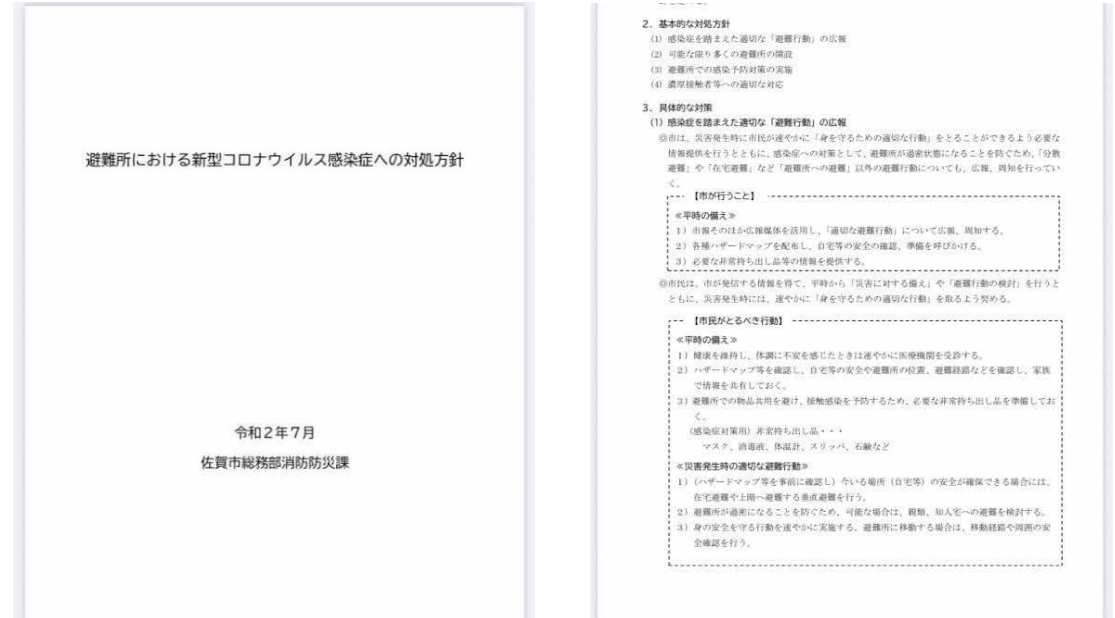 避難所における新型コロナウイルス感染症への対処方針
令和2年7月
佐賀市総務部消防防災課
2．基本的な対処方針
(1) 感染症を踏まえた適切な「避難行動」の広報
(2) 可能な限り多くの避難所の開設
(3) 避難所での感染予防対策の実施
(4) 濃厚接触者等への適切な対応
3．具体的な対策
(1) 感染症を踏まえた適切な「避難行動」の広報
◎市は、災害発生時に市民が速やかに「身を守るための適切な行動」をとることができるよう必要な
情報提供を行うとともに、感染症への対策として、避難所が過密状態になることを防ぐため、「分散
避難」や「在宅避難」など「避難所への避難」以外の避難行動についても、広報、周知を行ってい
く。
【市が行うこと】
≪平時の備え≫
1）市報そのほか広報媒体を活用し、「適切な避難行動」について広報、周知する。
2）各種ハザードマップを配布し、自宅等の安全の確認、準備を呼びかける。
3）必要な非常持ち出し品等の情報を提供する。
◎市民は、市が発信する情報を得て、平時から「災害に対する備え」や「避難行動の検討」を行うと
ともに、災害発生時には、速やかに「身を守るための適切な行動」を取るよう努める。
【市民がとるべき行動】
≪平時の備え≫
1）健康を維持し、体調に不安を感じたときは速やかに医療機関を受診する。
2）ハザードマップ等を確認し、自宅等の安全や避難所の位置、避難経路などを確認し、家族
で情報を共有しておく。
3）避難所での物品共用を避け、接触感染を予防するため、必要な非常持ち出し品を準備してお
く。
（感染症対策用）非常持ち出し品・・・
マスク、消毒液、体温計、スリッパ、石鹸など
≪災害発生時の適切な避難行動≫
1）（ハザードマップ等を事前に確認し）今いる場所（自宅等）の安全が確保できる場合には、
在宅避難や上階へ避難する垂直避難を行う。
2）避難所が過密になることを防ぐため、可能な場合は、親類、知人宅への避難を検討する。
3）身の安全を守る行動を速やかに実施する、避難所に移動する場合は、移動経路や周囲の安
全確認を行う。